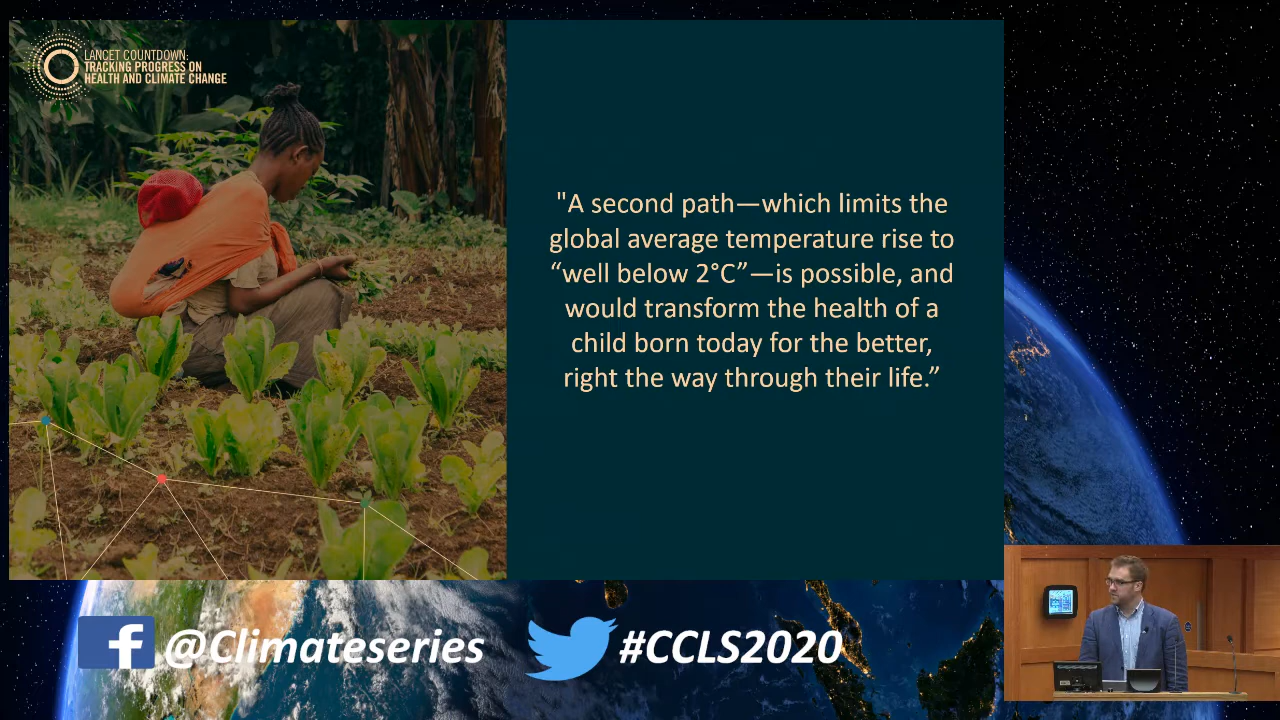 LANCET COUNTDOWN:
TRACKING PROGRESS ON
HEALTH AND CLIMATE CHANGE
"A second path—which limits the
global average temperature rise to
“well below 2°C”—is possible, and
would transform the health of a
child born today for the better,
right the way through their life.”
f @Climateseries
#CCLS2020